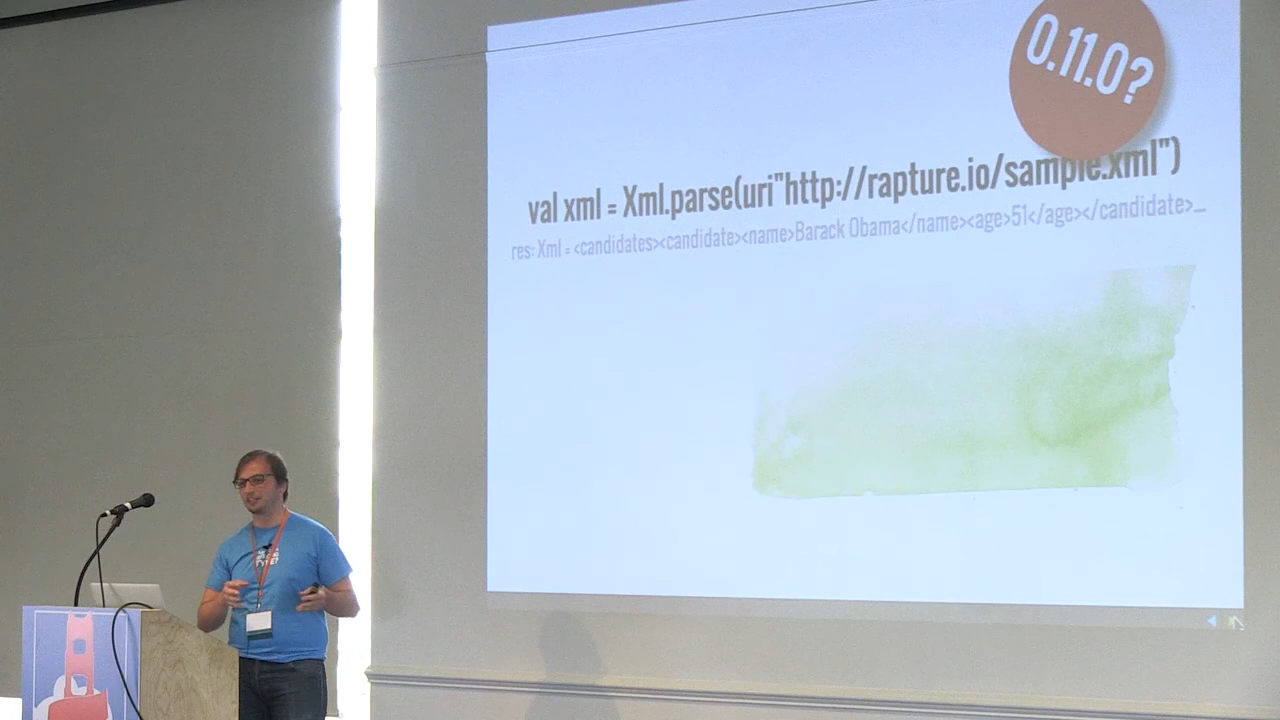 0.11.0?
val xml = Xml.parse(uri"http://rapture.io/sample.xml")
res: Xml = <candidates><candidate><name>Barack Obama</name><age>51</age></candidate>...